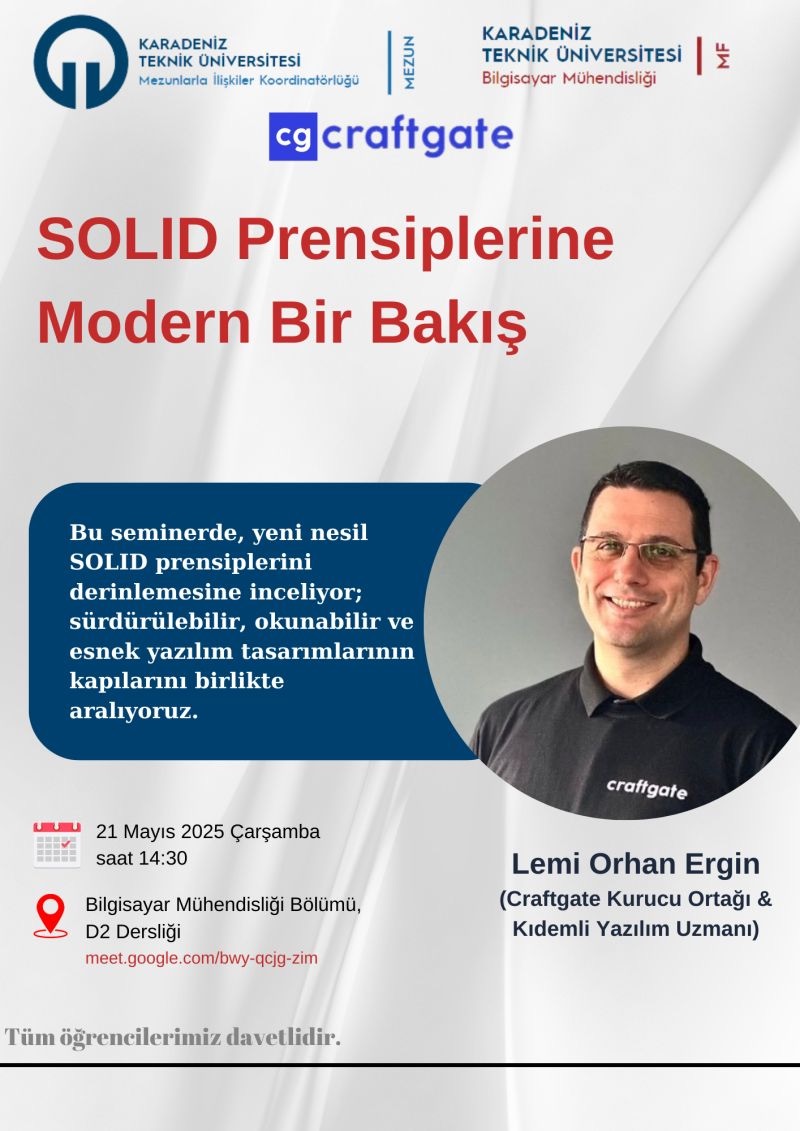 KARADENİZ
TEKNİK ÜNİVERSİTESİ
Mezunlarla İlişkiler Koordinatörlüğü
MEZUN
KARADENİZ
TEKNİK ÜNİVERSİTESİ
Bilgisayar Mühendisliği
MF
cg craftgate
SOLID Prensiplerine
Modern Bir Bakış
Bu seminerde, yeni nesil
SOLID prensiplerini
derinlemesine inceliyor;
sürdürülebilir, okunabilir ve
esnek yazılım tasarımlarının
kapılarını birlikte
aralıyoruz.
craftgate
21 Mayıs 2025 Çarşamba
saat 14:30
Bilgisayar Mühendisliği Bölümü,
D2 Dersliği
meet.google.com/bwy-qcjg-zim
Lemi Orhan Ergin
(Craftgate Kurucu Ortağı &
Kıdemli Yazılım Uzmanı)
Tüm öğrencilerimiz davetlidir.